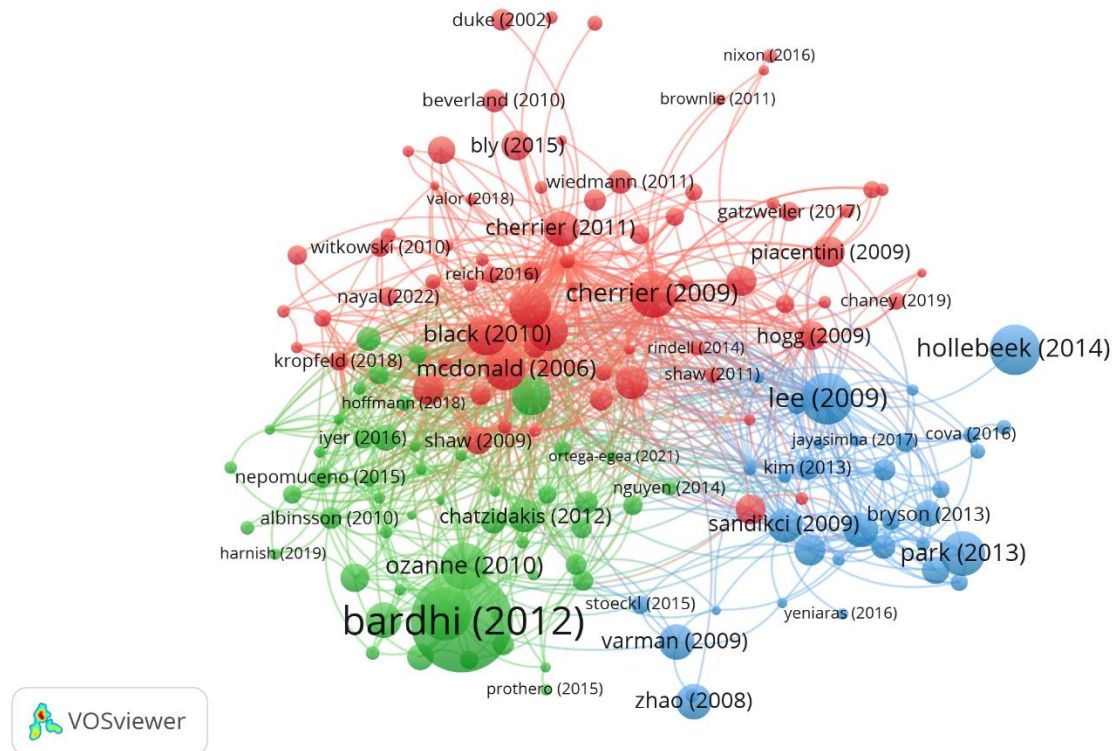 duke (2002)
nixon (2016)
beverland (2010)
brownlie (2011)
bly (2015)
wiedmann (2011)
valor (2018)
gatzweiler (2017)
cherrier (2011)
witkowski (2010)
piacentini (2009)
reich (2016)
cherrier (2009)
nayal (2022)
chaney (2019)
black (2010)
hogg (2009)
rindell (2014)
hollebeek (2014)
kropfeld (2018)
mcdonald (2006)
shaw (2011)
lee (2009)
hoffmann (2018)
iyer (2016)
shaw (2009)
jayasimha (2017)
cova (2016)
ortega-egea (2021)
kim (2013)
nepomuceno (2015)
nguyen (2014)
albinsson (2010)
chatzidakis (2012)
sandikci (2009)
bryson (2013)
harnish (2019)
ozanne (2010)
park (2013)
stoeckl (2015)
yeniaras (2016)
bardhi (2012)
varman (2009)
prothero (2015)
zhao (2008)
VOSviewer